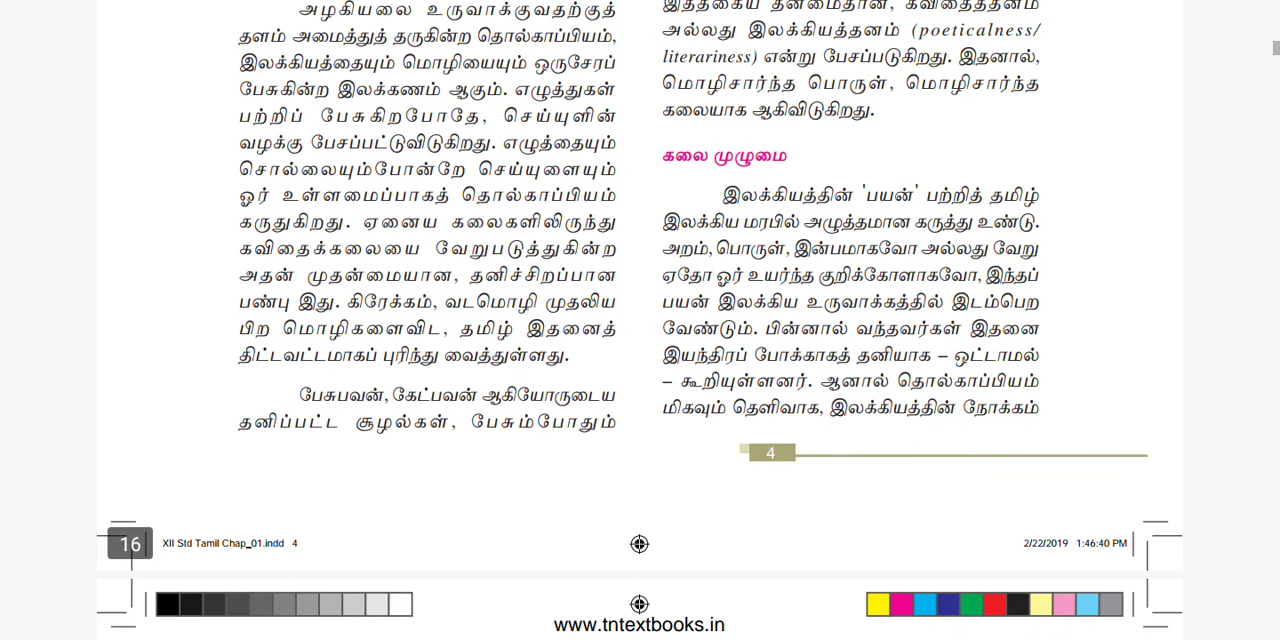 அழகியலை உருவாக்குவதற்குத்
தளம் அமைத்துத் தருகின்ற தொல்காப்பியம்,
இலக்கியத்தையும் மொழியையும் ஒருசேரப்
பேசுகின்ற இலக்கணம் ஆகும். எழுத்துகள்
பற்றிப் பேசுகிறபோதே, செய்யுளின்
வழக்கு பேசப்பட்டுவிடுகிறது. எழுத்தையும்
சொல்லையும்போன்றே செய்யுளையும்
ஓர் உள்ளமைப்பாகத் தொல்காப்பியம்
கருதுகிறது. ஏனைய கலைகளிலிருந்து
கவிதைக்கலையை வேறுபடுத்துகின்ற
அதன் முதன்மையான, தனிச்சிறப்பான
பண்பு இது. கிரேக்கம், வடமொழி முதலிய
பிற மொழிகளைவிட, தமிழ் இதனைத்
திட்டவட்டமாகப் புரிந்து வைத்துள்ளது.
பேசுபவன், கேட்பவன் ஆகியோருடைய
தனிப்பட்ட சூழல்கள், பேசும்போதும்
இத்தகைய தன்மைதான், கவிதைத்தனம்
அல்லது இலக்கியத்தனம் (poeticalness/
literariness) என்று பேசப்படுகிறது. இதனால்,
மொழிசார்ந்த பொருள், மொழிசார்ந்த
கலையாக ஆகிவிடுகிறது.
கலை முழுமை
இலக்கியத்தின் 'பயன்' பற்றித் தமிழ்
இலக்கிய மரபில் அழுத்தமான கருத்து உண்டு.
அறம், பொருள், இன்பமாகவோ அல்லது வேறு
ஏதோ ஓர் உயர்ந்த குறிக்கோளாகவோ, இந்தப்
பயன் இலக்கிய உருவாக்கத்தில் இடம்பெற
வேண்டும். பின்னால் வந்தவர்கள் இதனை
இயந்திரப் போக்காகத் தனியாக – ஒட்டாமல்
– கூறியுள்ளனர். ஆனால் தொல்காப்பியம்
மிகவும் தெளிவாக, இலக்கியத்தின் நோக்கம்
4
16
XII Std Tamil Chap_01.indd 4
2/22/2019 1:46:40 PM
www.tntextbooks.in